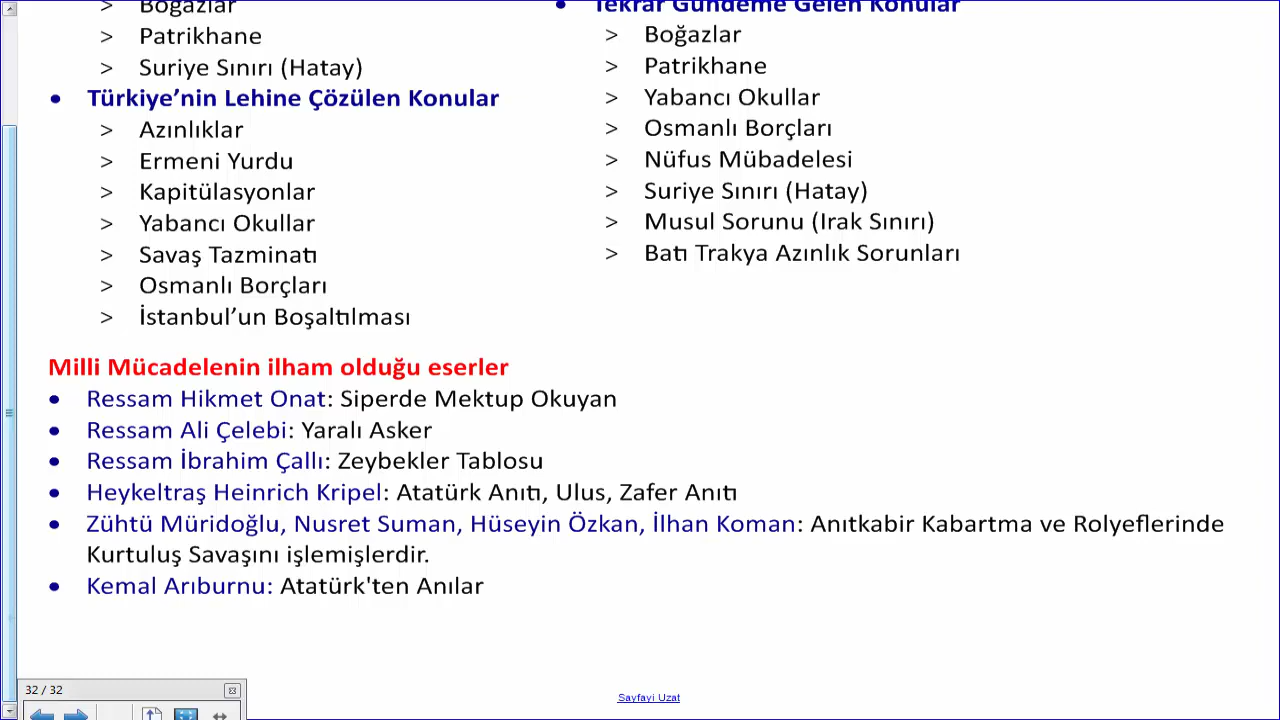 Boğazlar
> Patrikhane
> Suriye Sınırı (Hatay)
• Türkiye’nin Lehine Çözülen Konular
> Azınlıklar
> Ermeni Yurdu
> Kapitülasyonlar
> Yabancı Okullar
> Savaş Tazminatı
> Osmanlı Borçları
> İstanbul’un Boşaltılması
• Tekrar Gündeme Gelen Konular
> Boğazlar
> Patrikhane
> Yabancı Okullar
> Osmanlı Borçları
> Nüfus Mübadelesi
> Suriye Sınırı (Hatay)
> Musul Sorunu (Irak Sınırı)
> Batı Trakya Azınlık Sorunları
Milli Mücadelenin ilham olduğu eserler
• Ressam Hikmet Onat: Siperde Mektup Okuyan
• Ressam Ali Çelebi: Yaralı Asker
• Ressam İbrahim Çallı: Zeybekler Tablosu
• Heykeltraş Heinrich Kripel: Atatürk Anıtı, Ulus, Zafer Anıtı
• Zühtü Müridoğlu, Nusret Suman, Hüseyin Özkan, İlhan Koman: Anıtkabir Kabartma ve Rolyeflerinde
Kurtuluş Savaşını işlemişlerdir.
• Kemal Arıburnu: Atatürk'ten Anılar
32 / 32
Sayfayi Uzat